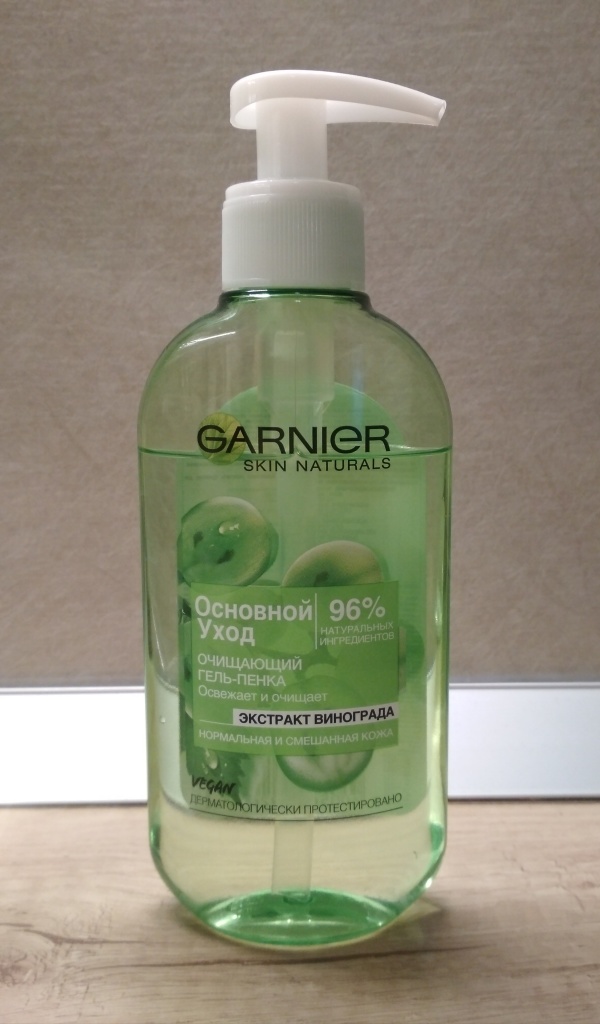 GARNIER
SKIN NATURALS
Основной
Уход
96%
НАТУРАЛЬНЫХ
ИНГРЕДИЕНТОВ
ОЧИЩАЮЩИЙ
ГЕЛЬ-ПЕНКА
Освежает и очищает
ЭКСТРАКТ ВИНОГРАДА
НОРМАЛЬНАЯ И СМЕШАННАЯ КОЖА
VEGAN
ДЕРМАТОЛОГИЧЕСКИ ПРОТЕСТИРОВАНО